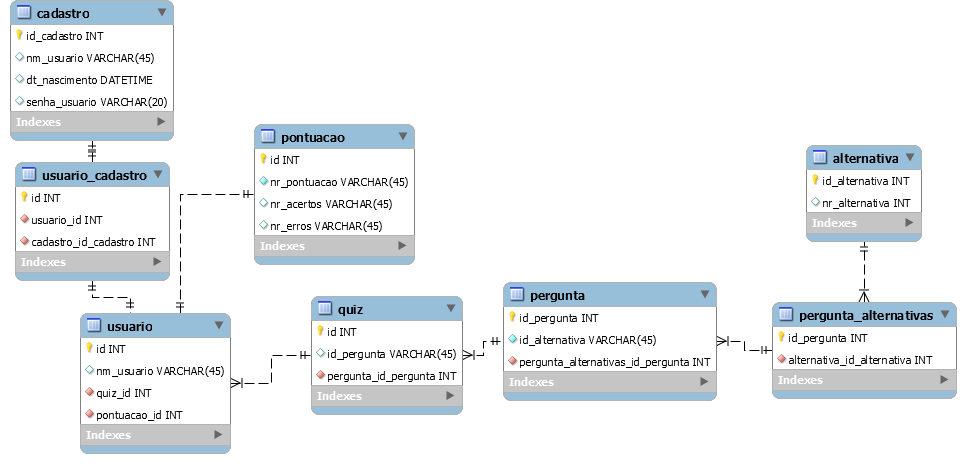 cadastro
id_cadastro INT
nm_usuario VARCHAR(45)
dt_nascimento DATETIME
senha_usuario VARCHAR(20)
Indexes
usuario_cadastro
id INT
usuario_id INT
cadastro_id_cadastro INT
Indexes
pontuacao
id INT
nr_pontuacao VARCHAR(45)
nr_acertos VARCHAR(45)
nr_erros VARCHAR(45)
Indexes
usuario
id INT
nm_usuario VARCHAR(45)
quiz_id INT
pontuacao_id INT
Indexes
quiz
id INT
id_pergunta VARCHAR(45)
pergunta_id_pergunta INT
Indexes
pergunta
id_pergunta INT
id_alternativa VARCHAR(45)
pergunta_alternativas_id_pergunta INT
Indexes
alternativa
id_alternativa INT
nr_alternativa INT
Indexes
pergunta_alternativas
id_pergunta INT
alternativa_id_alternativa INT
Indexes